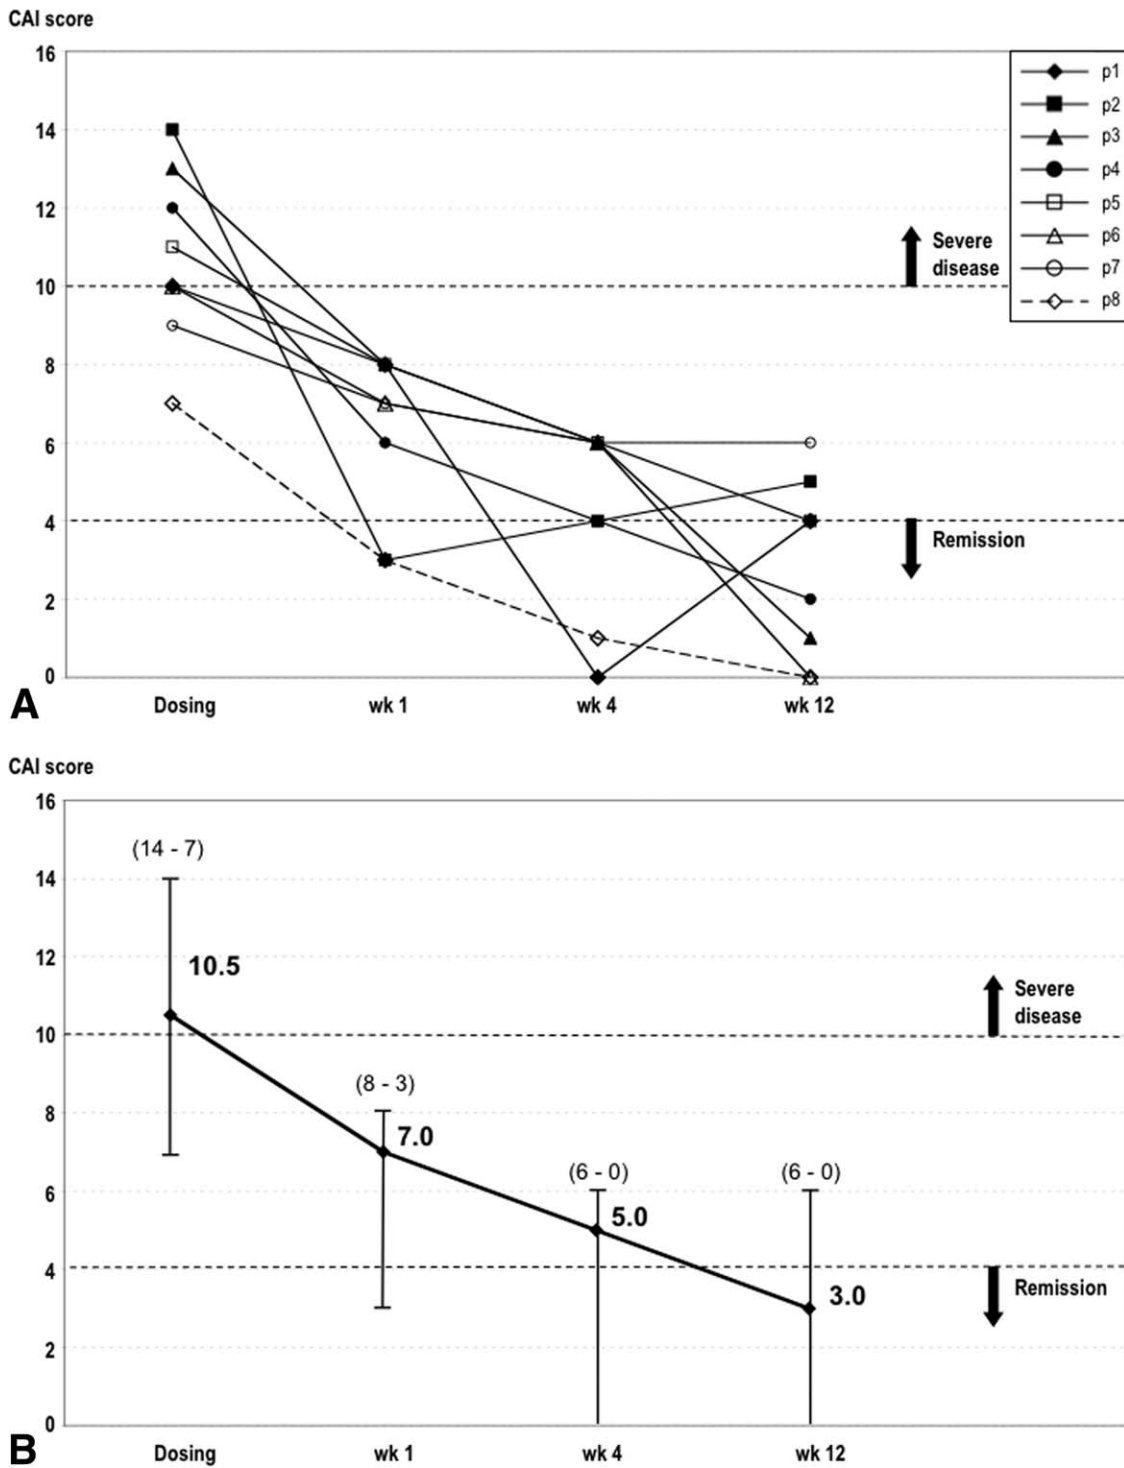 CAI score
16
14
12
10
8
6
4
2
0
Dosing wk 1 wk 4 wk 12
p1
p2
p3
p4
p5
p6
p7
p8
Severe
disease
Remission
A
CAI score
16
14
12
10
8
6
4
2
0
(14 - 7)
10.5
(8 - 3)
7.0
(6 - 0)
5.0
(6 - 0)
3.0
Severe
disease
Remission
Dosing wk 1 wk 4 wk 12
B